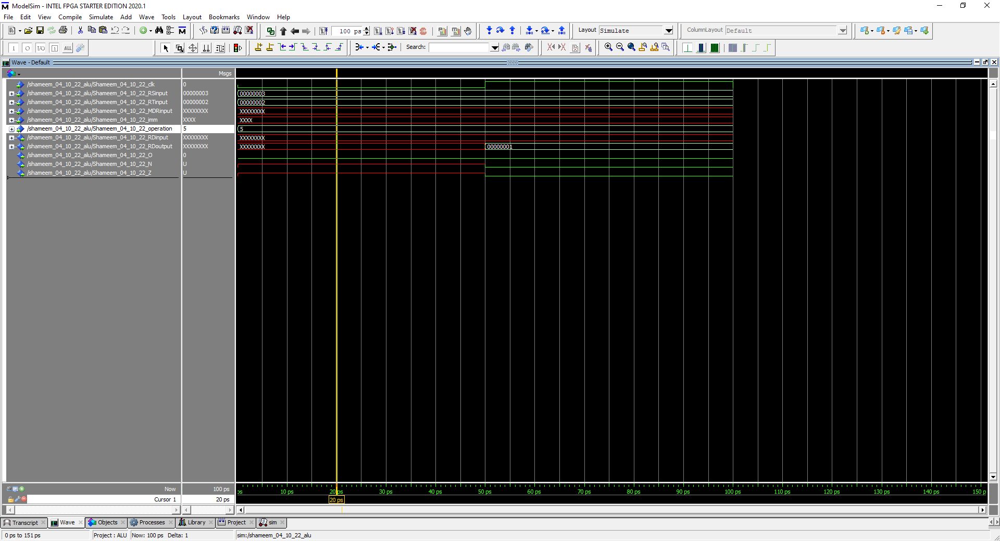 ModelSim - INTEL FPGA STARTER EDITION 2020.1
File Edit View Compile Simulate Add Wave Tools Layout Bookmarks Window Help
100 ps Layout Simulate ColumnLayout Default
ALL Search:
Wave - Default
Msgs
/shameem_04_10_22_alu/Shameem_04_10_22_clk 0
/shameem_04_10_22_alu/Shameem_04_10_22_RSinput 00000003 00000003
/shameem_04_10_22_alu/Shameem_04_10_22_RTinput 00000002 00000002
/shameem_04_10_22_alu/Shameem_04_10_22_MDRinput XXXXXXXX XXXXXXXX
/shameem_04_10_22_alu/Shameem_04_10_22_imm XXXX XXXX
/shameem_04_10_22_alu/Shameem_04_10_22_operation 5 5
/shameem_04_10_22_alu/Shameem_04_10_22_RDinput XXXXXXXX XXXXXXXX
/shameem_04_10_22_alu/Shameem_04_10_22_RDoutput XXXXXXXX XXXXXXXX 00000001
/shameem_04_10_22_alu/Shameem_04_10_22_O 0
/shameem_04_10_22_alu/Shameem_04_10_22_N U
/shameem_04_10_22_alu/Shameem_04_10_22_Z U
Now 100 ps ps 10 ps 20 ps 30 ps 40 ps 50 ps 60 ps 70 ps 80 ps 90 ps 100 ps 110 ps 120 ps 130 ps 140 ps 150 p
Cursor 1 20 ps 20 ps
Transcript Wave Objects Processes Library Project sim
0 ps to 151 ps Project : ALU Now: 100 ps Delta: 1 sim:/shameem_04_10_22_alu